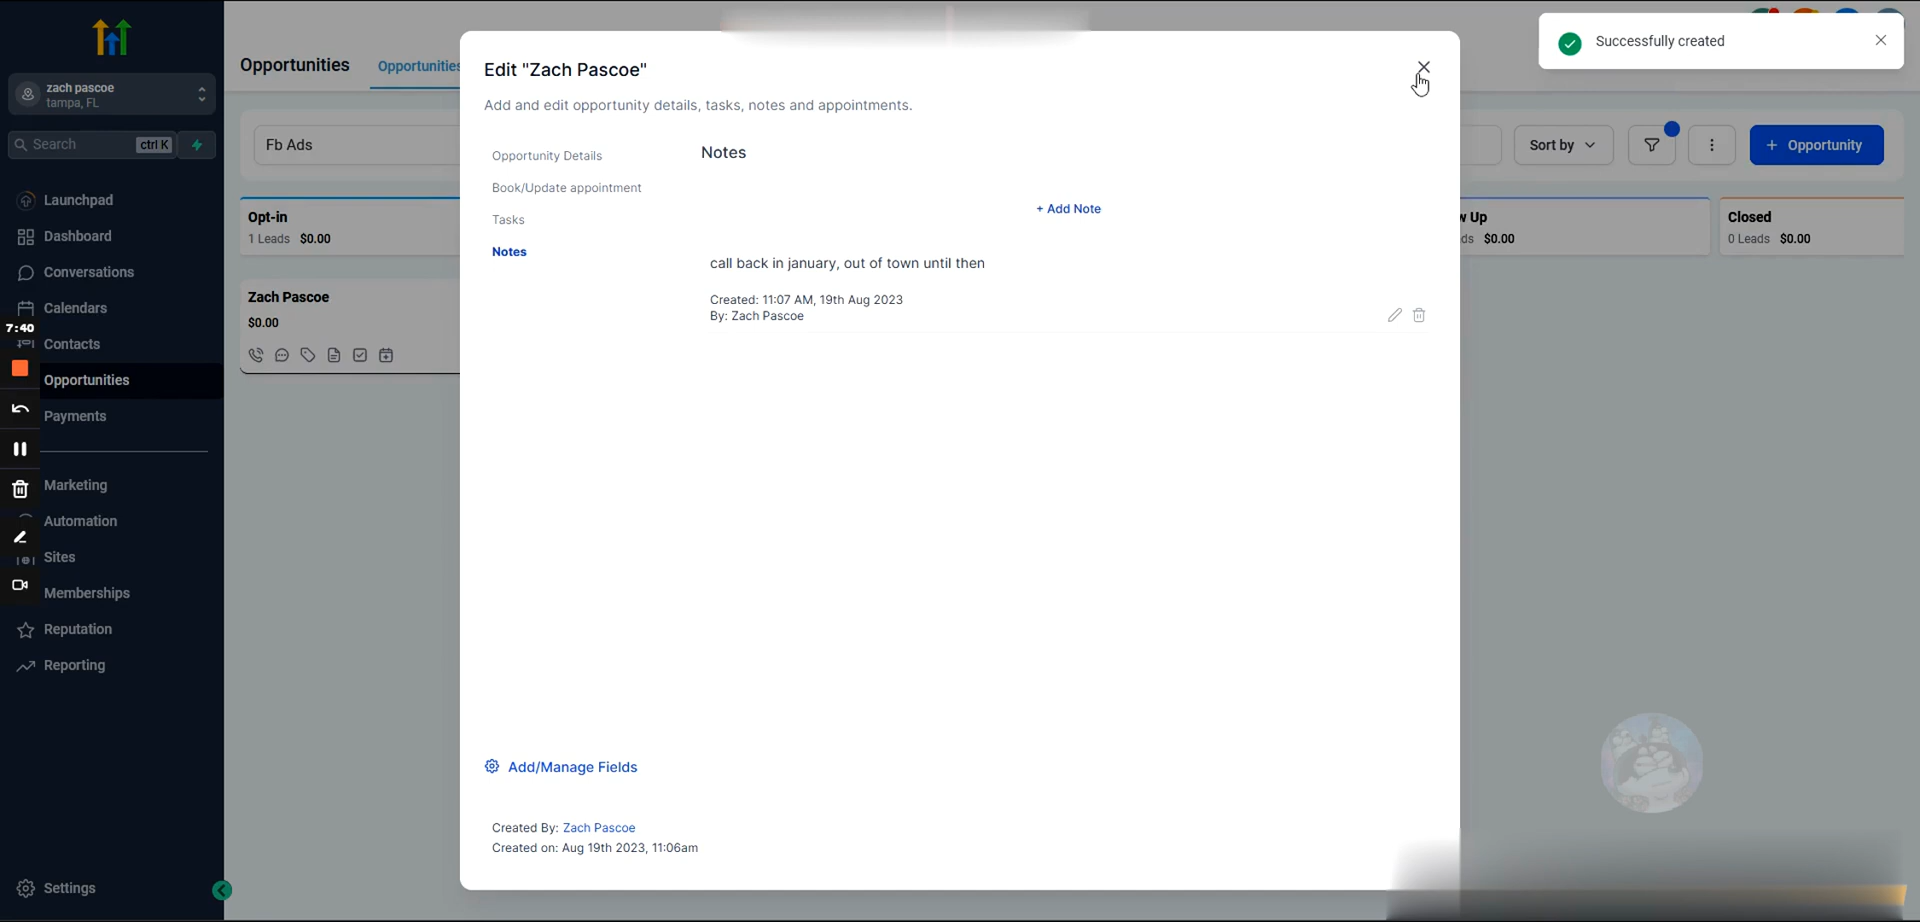 zach pascoe
tampa, FL
Search
ctrl K
Launchpad
Dashboard
Conversations
Calendars
7:40
Contacts
Opportunities
Payments
Marketing
Automation
Sites
Memberships
Reputation
Reporting
Settings
Opportunities
Opportunities
Fb Ads
Sort by
+ Opportunity
Opt-in
1 Leads $0.00
Zach Pascoe
$0.00
w Up
ds $0.00
Closed
0 Leads $0.00
Edit "Zach Pascoe"
Add and edit opportunity details, tasks, notes and appointments.
Opportunity Details
Book/Update appointment
Tasks
Notes
Notes
+ Add Note
call back in january, out of town until then
Created: 11:07 AM, 19th Aug 2023
By: Zach Pascoe
Add/Manage Fields
Created By: Zach Pascoe
Created on: Aug 19th 2023, 11:06am
Successfully created